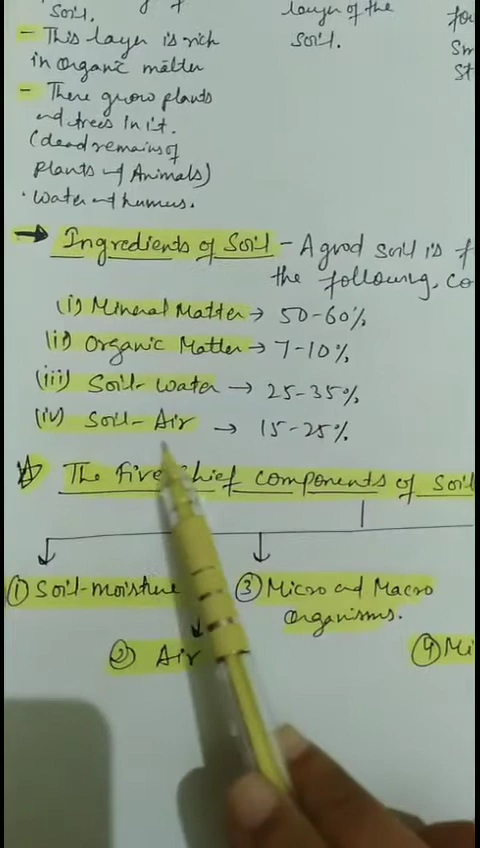 Soil.
- This layer is rich
in organic matter
- There grow plants
and trees in it.
(dead remains of
plants & Animals)
· Water & humus.
layer of the
soil.
→ Ingredients of Soil - A good soil is
the following,
(i) Mineral Matter → 50-60%
(ii) Organic Matter → 7-10%
(iii) Soil-water → 25-35%
(iv) Soil-Air → 15-25%
The Five Chief components of Soil
① Soil-moisture
③ Micro and Macro
organisms.
② Air
④ Mi